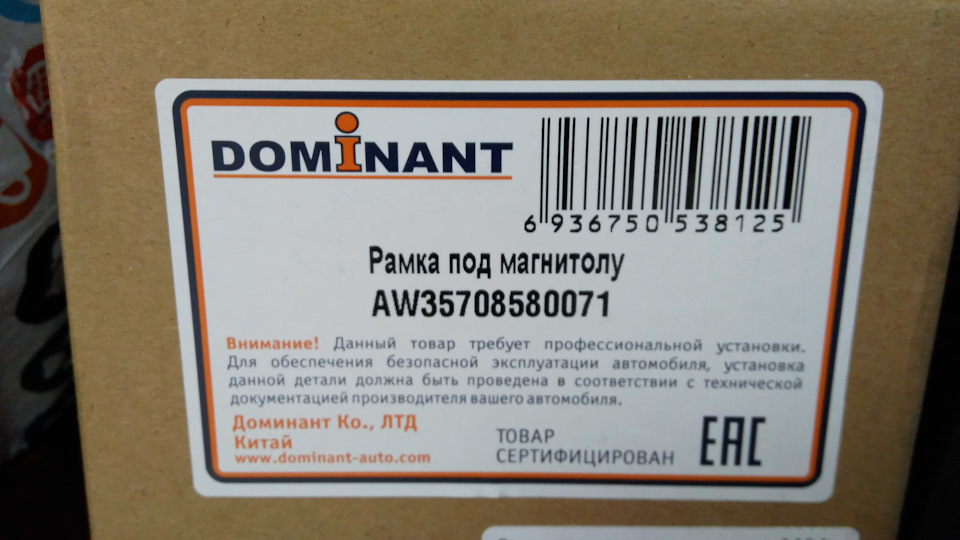 DOMiNANT
6 936750 538125
Рамка под магнитолу
AW35708580071
Внимание! Данный товар требует профессиональной установки.
Для обеспечения безопасной эксплуатации автомобиля, установка
данной детали должна быть проведена в соответствии с технической
документацией производителя вашего автомобиля.
Доминант Ко., ЛТД
Китай
www.dominant-auto.com
ТОВАР
СЕРТИФИЦИРОВАН
EAC